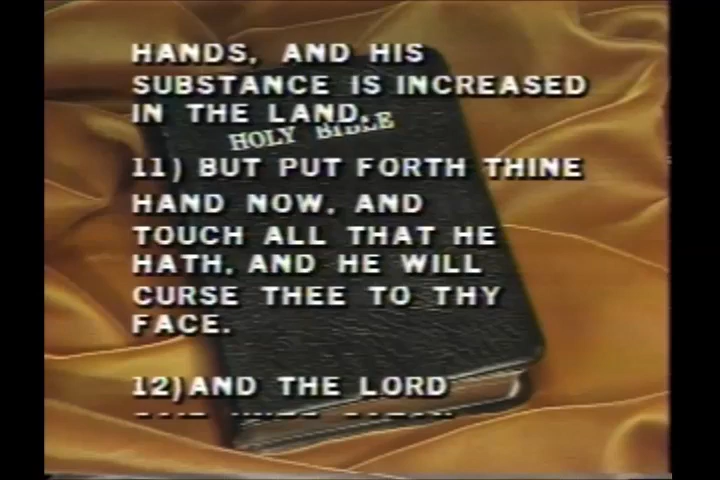 HANDS, AND HIS
SUBSTANCE IS INCREASED
IN THE LAND.
HOLY BIBLE
11) BUT PUT FORTH THINE
HAND NOW, AND
TOUCH ALL THAT HE
HATH, AND HE WILL
CURSE THEE TO THY
FACE.
12) AND THE LORD